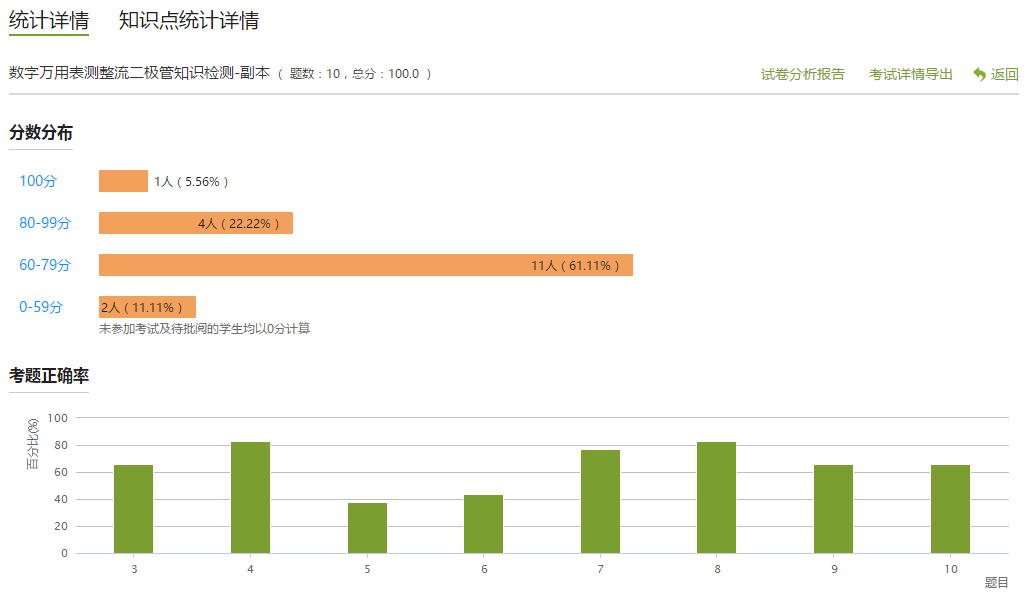 统计详情 知识点统计详情
数字万用表测整流二极管知识检测-副本 （ 题数：10，总分：100.0 ） 试卷分析报告 考试详情导出 返回
分数分布
100分 1人（5.56%）
80-99分 4人（22.22%）
60-79分 11人（61.11%）
0-59分 2人（11.11%）
未参加考试及待批阅的学生均以0分计算
考题正确率
百分比(%)
100
80
60
40
20
0
3 4 5 6 7 8 9 10
题目